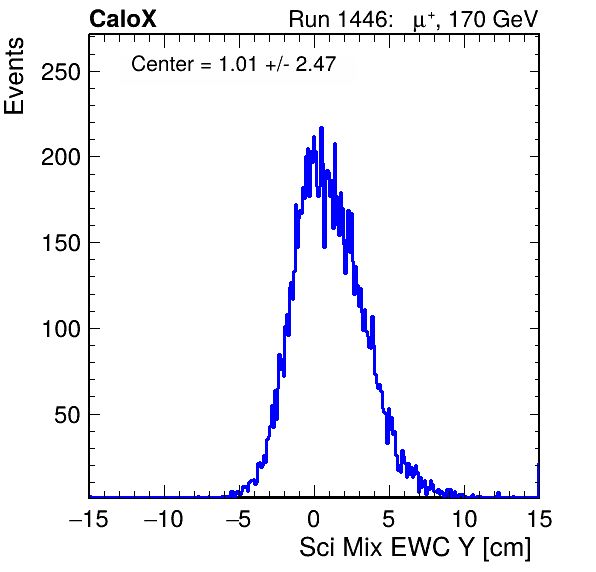 CaloX Run 1446: μ⁺, 170 GeV
Events
Center = 1.01 +/- 2.47
250
200
150
100
50
−15 −10 −5 0 5 10 15
Sci Mix EWC Y [cm]